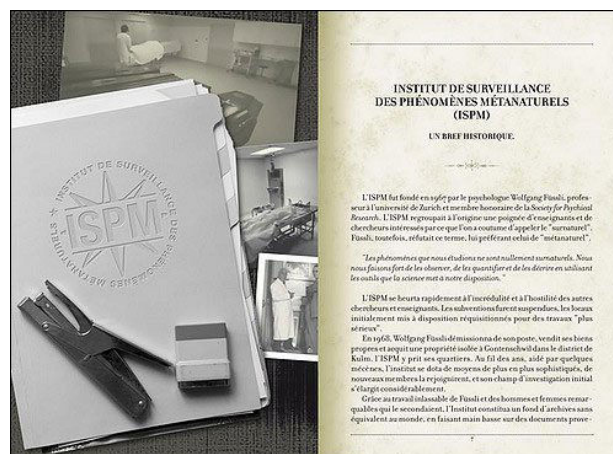 INSTITUT DE SURVEILLANCE DES PHÉNOMÈNES MÉTANATURELS
ISPM
INSTITUT DE SURVEILLANCE
DES PHÉNOMÈNES MÉTANATURELS
(ISPM)
UN BREF HISTORIQUE.
L'ISPM fut fondé en 1967 par le psychologue Wolfgang Füssli, profes-
seur à l'université de Zurich et membre honoraire de la Society for Psychical
Research. L'ISPM regroupait à l'origine une poignée d'enseignants et de
chercheurs intéressés par ce que l'on a coutume d'appeler le "surnaturel".
Füssli, toutefois, réfutait ce terme, lui préférant celui de "métanaturel".
"Les phénomènes que nous étudions ne sont nullement surnaturels. Nous
nous faisons fort de les observer, de les quantifier et de les décrire en utilisant
les outils que la science met à notre disposition."
L'ISPM se heurta rapidement à l'incrédulité et à l'hostilité des autres
chercheurs et enseignants. Les subventions furent suspendues, les locaux
initialement mis à disposition réquisitionnés pour des travaux "plus
sérieux".
En 1968, Wolfgang Füssli démissionna de son poste, vendit ses biens
propres et acquit une propriété isolée à Gontenschwil dans le district de
Kulm. L'ISPM y prit ses quartiers. Au fil des ans, aidé par quelques
mécènes, l'institut se dota de moyens de plus en plus sophistiqués, de
nouveaux membres la rejoignirent, et son champ d'investigation initial
s'élargit considérablement.
Grâce au travail inlassable de Füssli et des hommes et femmes remar-
quables qui le secondaient, l'Institut constitua un fond d'archives sans
équivalent au monde, en faisant main basse sur des documents prove-